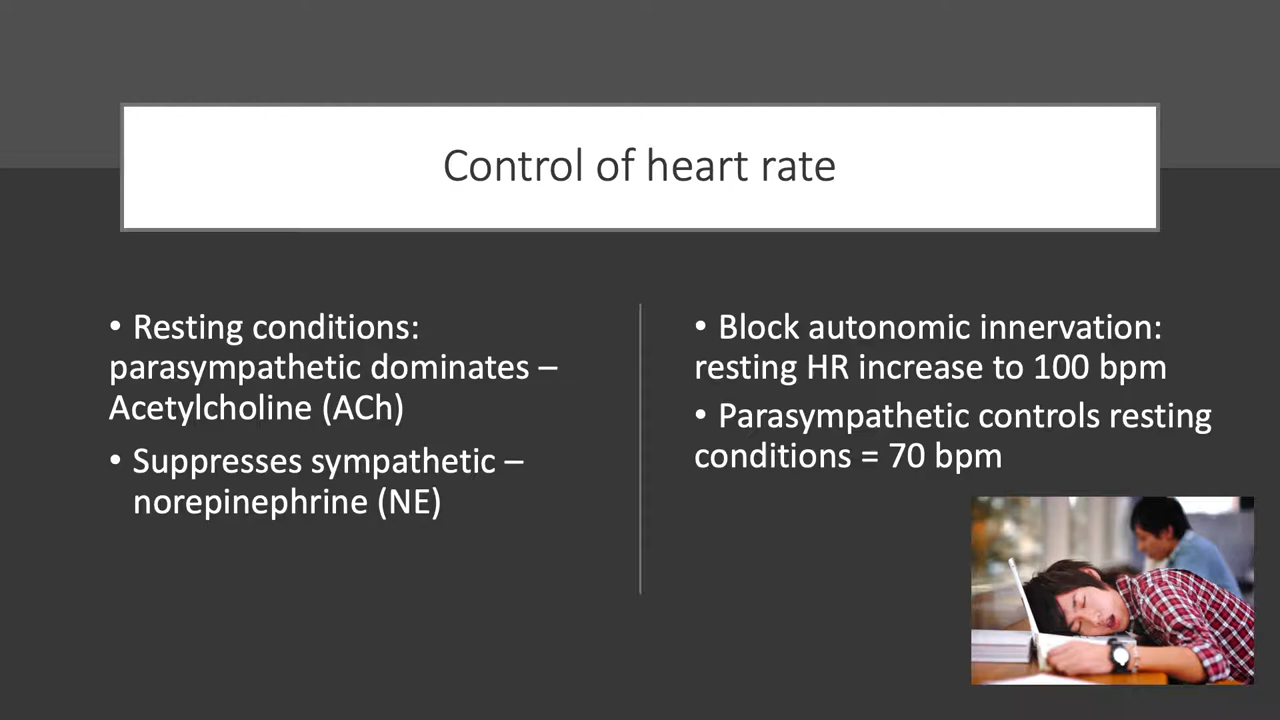 Control of heart rate
• Resting conditions:
parasympathetic dominates –
Acetylcholine (ACh)
• Suppresses sympathetic –
norepinephrine (NE)
• Block autonomic innervation:
resting HR increase to 100 bpm
• Parasympathetic controls resting
conditions = 70 bpm